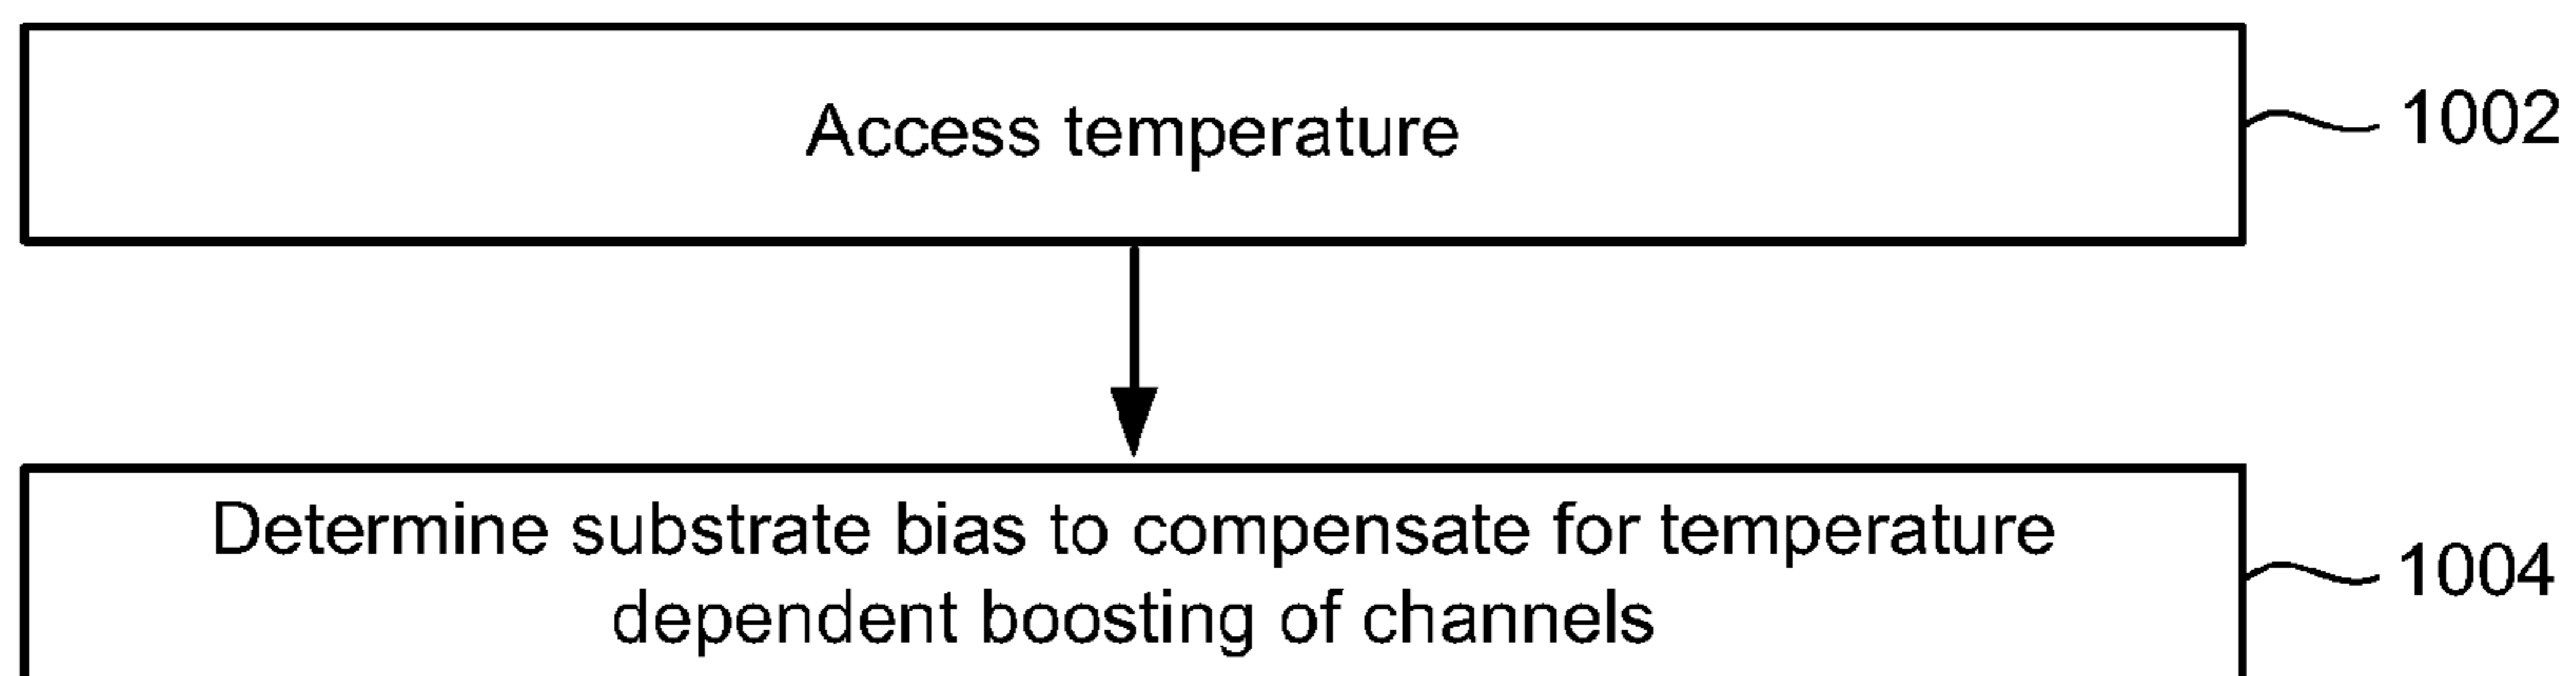 Access temperature
1002
Determine substrate bias to compensate for temperature
dependent boosting of channels
1004